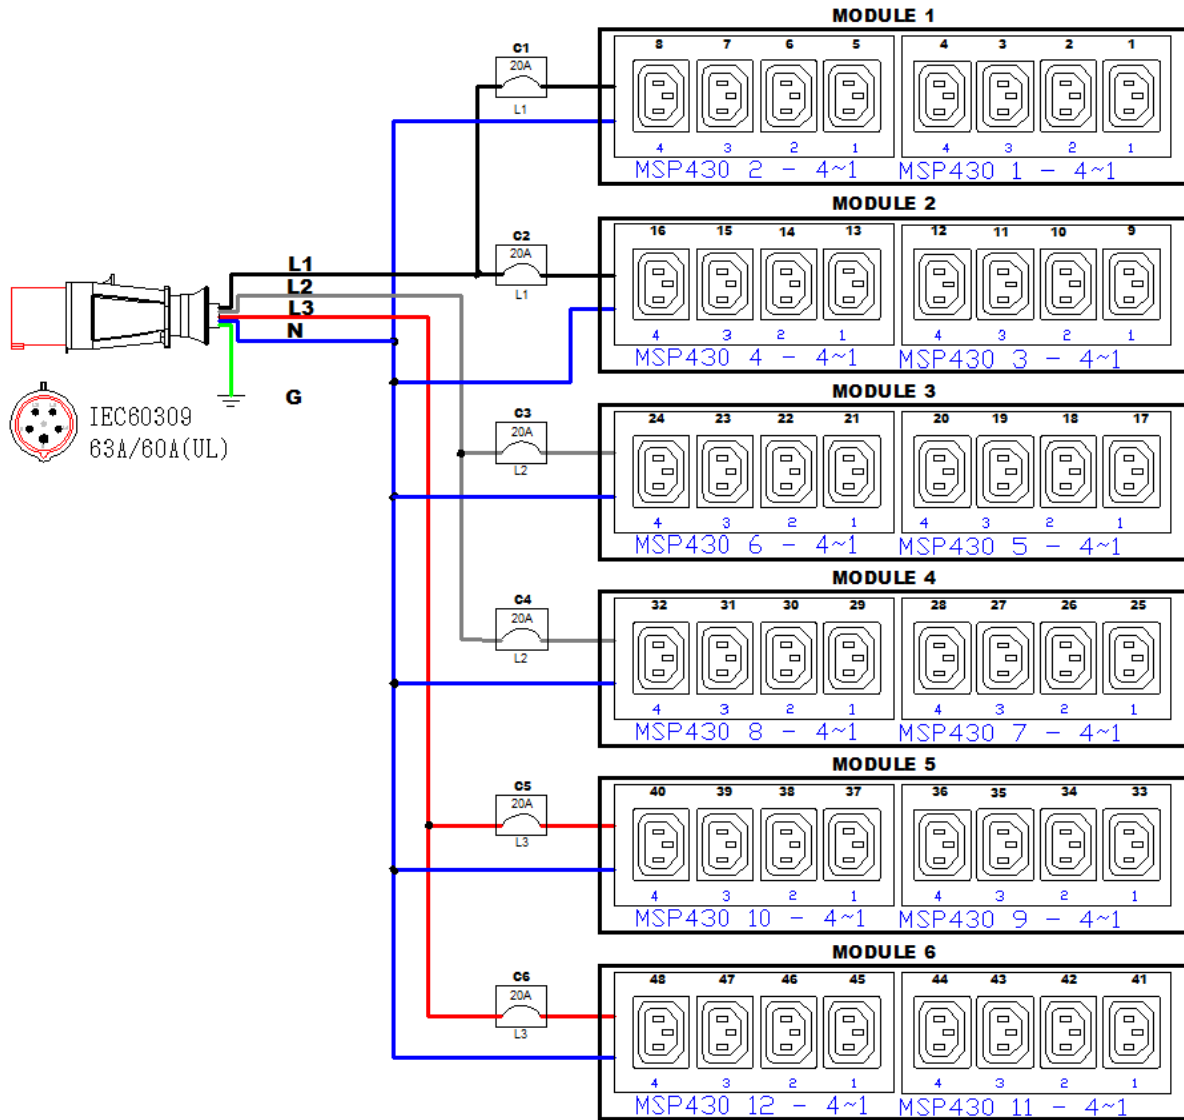 MODULE 1
C1
20A
L1
8 7 6 5 4 3 2 1
4 3 2 1 4 3 2 1
MSP430 2 - 4~1 MSP430 1 - 4~1
MODULE 2
C2
20A
L1
16 15 14 13 12 11 10 9
4 3 2 1 4 3 2 1
MSP430 4 - 4~1 MSP430 3 - 4~1
L1
L2
L3
N
G
IEC60309
63A/60A(UL)
MODULE 3
C3
20A
L2
24 23 22 21 20 19 18 17
4 3 2 1 4 3 2 1
MSP430 6 - 4~1 MSP430 5 - 4~1
MODULE 4
C4
20A
L2
32 31 30 29 28 27 26 25
4 3 2 1 4 3 2 1
MSP430 8 - 4~1 MSP430 7 - 4~1
MODULE 5
C5
20A
L3
40 39 38 37 36 35 34 33
4 3 2 1 4 3 2 1
MSP430 10 - 4~1 MSP430 9 - 4~1
MODULE 6
C6
20A
L3
48 47 46 45 44 43 42 41
4 3 2 1 4 3 2 1
MSP430 12 - 4~1 MSP430 11 - 4~1